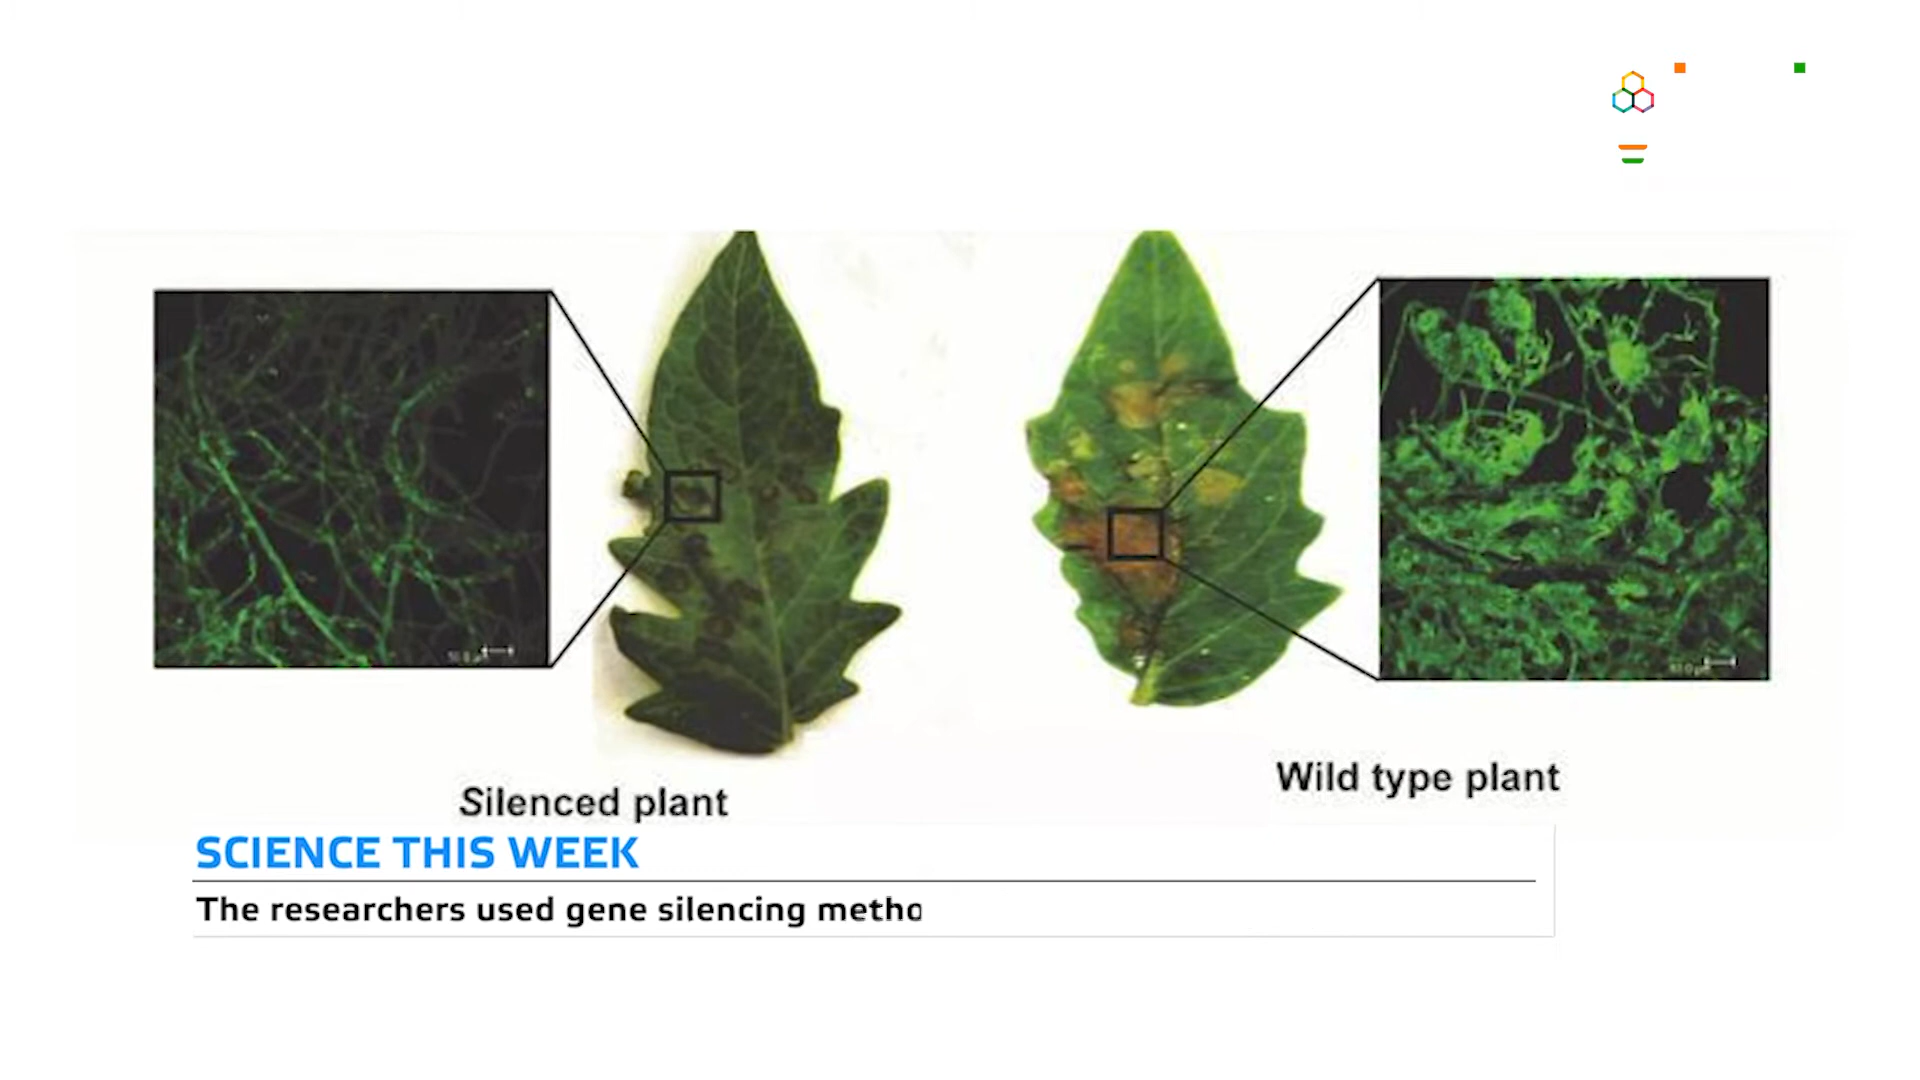 Silenced plant
Wild type plant
SCIENCE THIS WEEK
The researchers used gene silencing metho